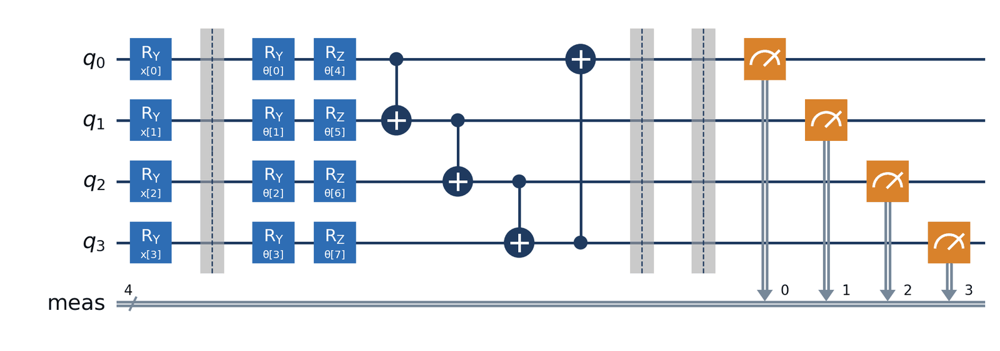 q0 RY x[0] RY θ[0] RZ θ[4]
q1 RY x[1] RY θ[1] RZ θ[5]
q2 RY x[2] RY θ[2] RZ θ[6]
q3 RY x[3] RY θ[3] RZ θ[7]
4 0 1 2 3
meas